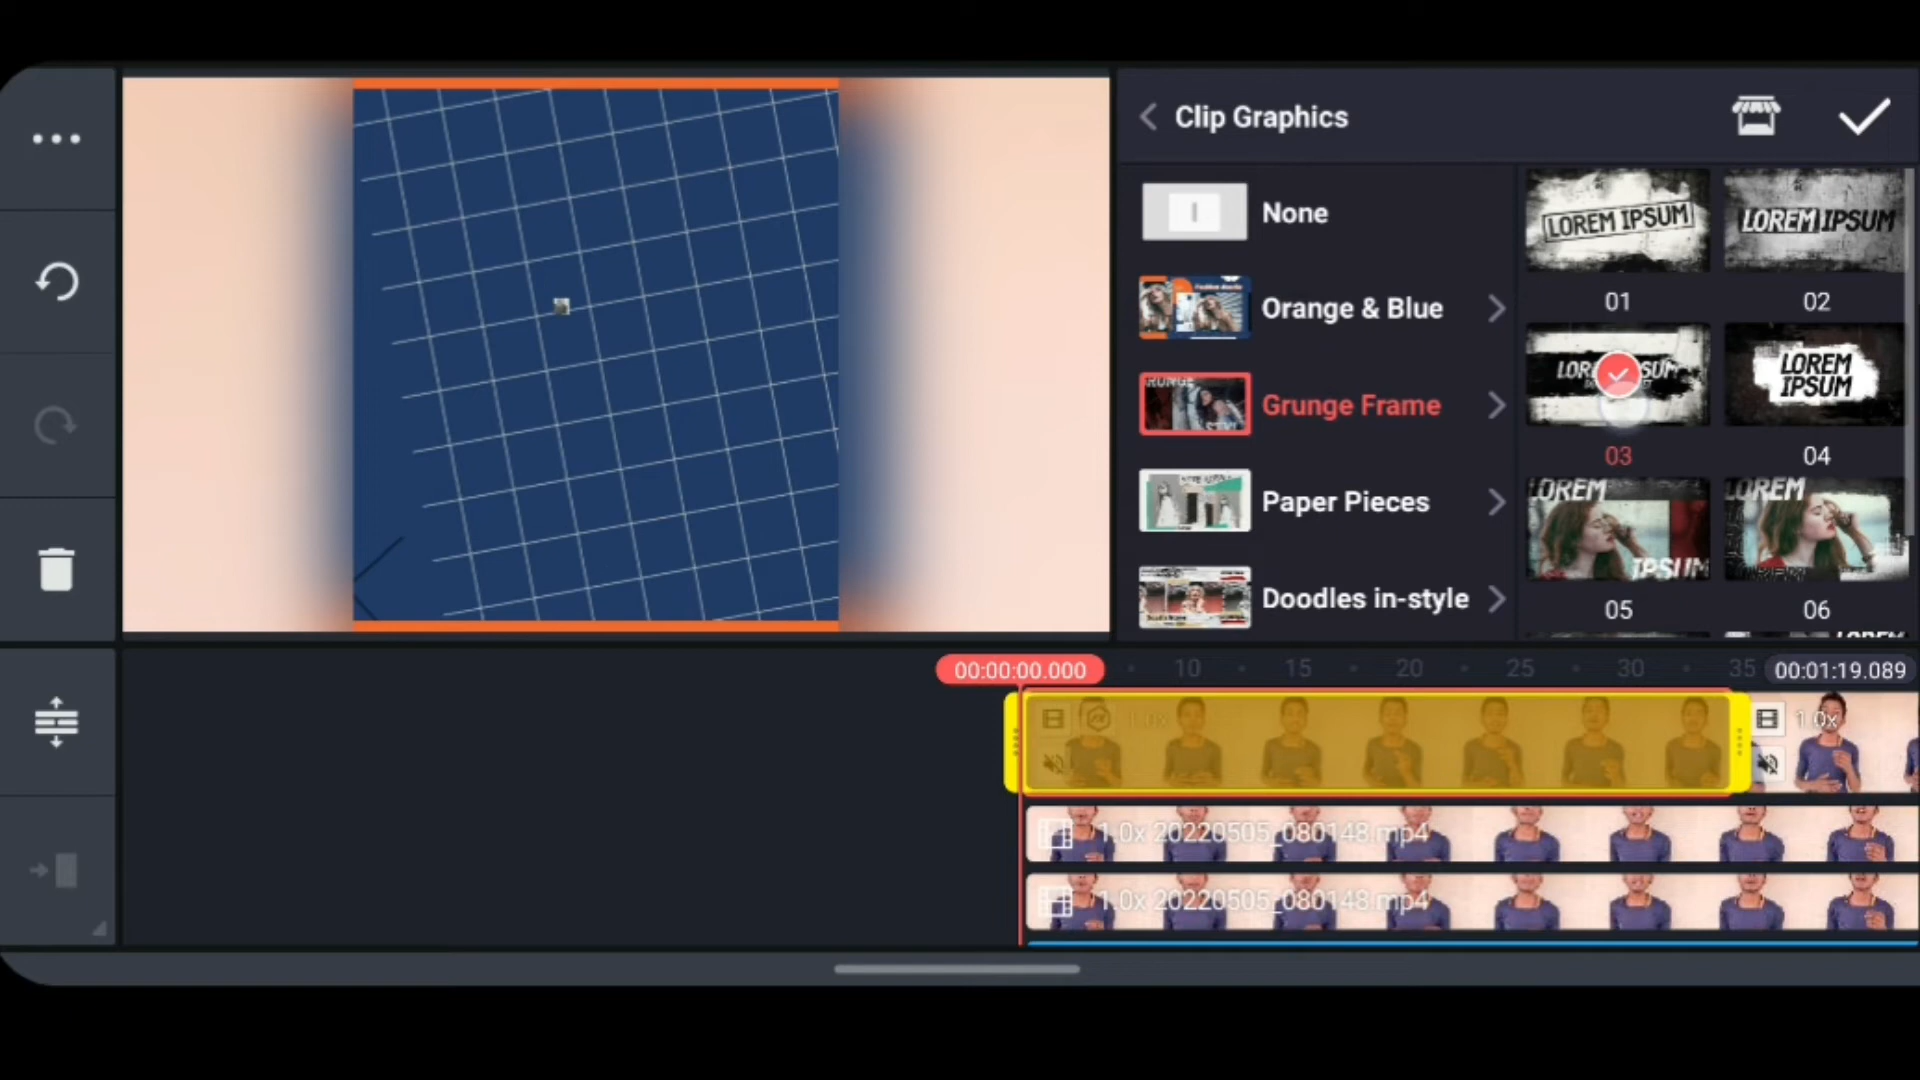 Clip Graphics
None
Orange & Blue
Grunge Frame
Paper Pieces
Doodles in-style
LOREM IPSUM
LOREM IPSUM
01
02
LOREM
IPSUM
03
04
LOREM
IPSUM
LOREM
05
06
00:00:00.000
10
15
20
25
30
35
00:01:19.089
1.0x
1.0x
1.0x 20220505_080148.mp4
1.0x 20220505_080148.mp4